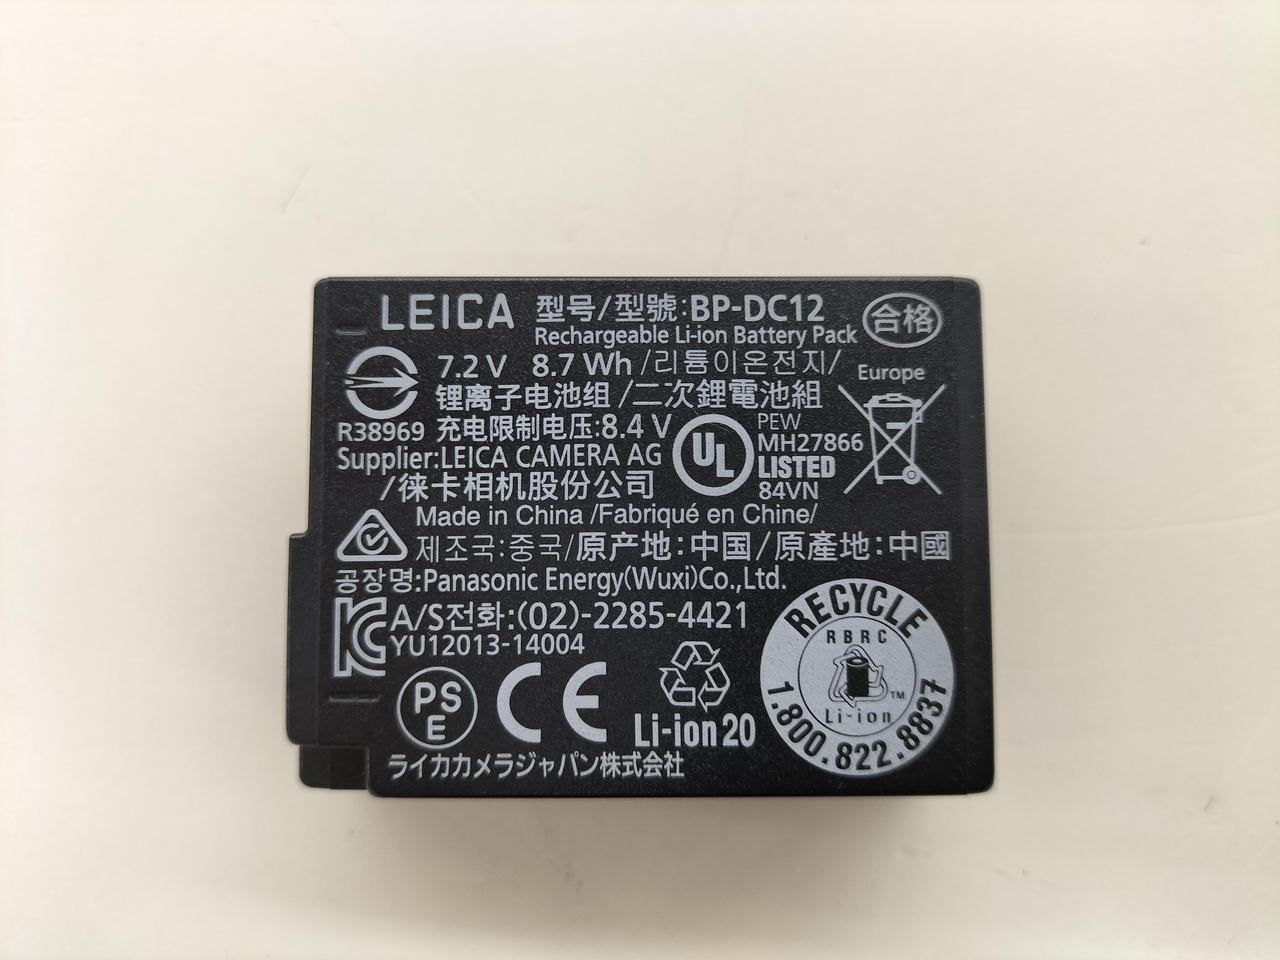 LEICA 型号/型號:BP-DC12
合格
Rechargeable Li-ion Battery Pack
7.2 V 8.7 Wh /리튬이온전지/
Europe
锂离子电池组 /二次鋰電池組
R38969 充电限制电压:8.4 V
UL
PEW
MH27866
LISTED
84VN
Supplier:LEICA CAMERA AG
/徕卡相机股份公司
Made in China /Fabriqué en Chine/
제조국:중국/原产地:中国/原產地:中國
공장명:Panasonic Energy(Wuxi)Co.,Ltd.
KC
A/S전화:(02)-2285-4421
YU12013-14004
PS
E
CE
Li-ion 20
RECYCLE
RBRC
TM
Li-ion
1.800.822.8837
ライカカメラジャパン株式会社